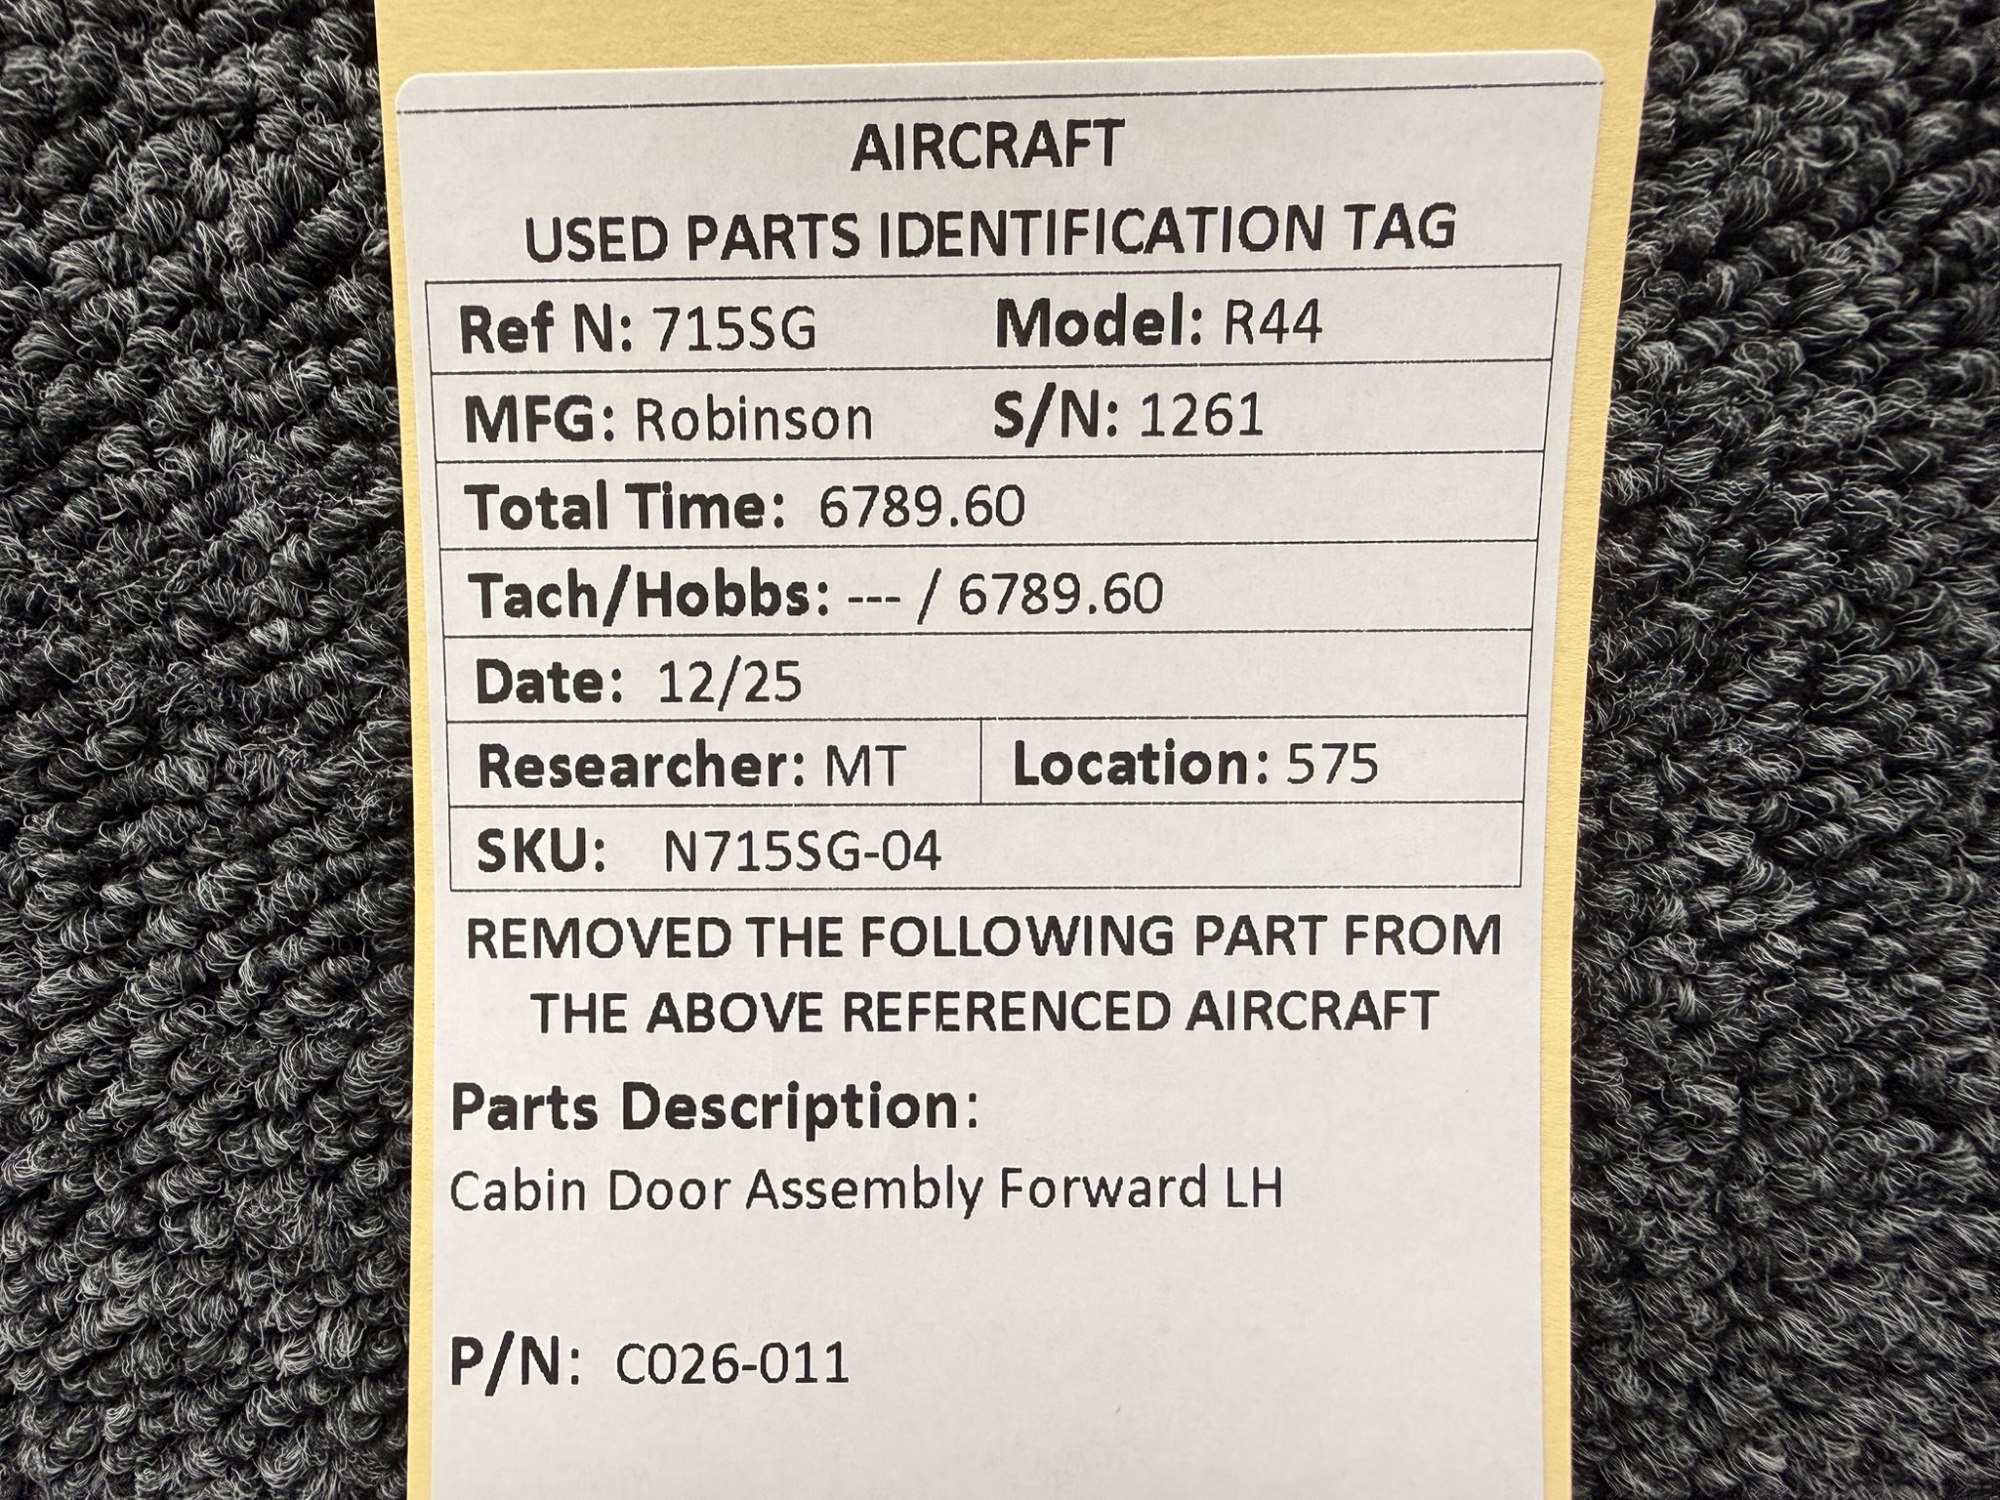 AIRCRAFT
USED PARTS IDENTIFICATION TAG
Ref N: 715SG Model: R44
MFG: Robinson S/N: 1261
Total Time: 6789.60
Tach/Hobbs: --- / 6789.60
Date: 12/25
Researcher: MT Location: 575
SKU: N715SG-04
REMOVED THE FOLLOWING PART FROM
THE ABOVE REFERENCED AIRCRAFT
Parts Description:
Cabin Door Assembly Forward LH
P/N: C026-011